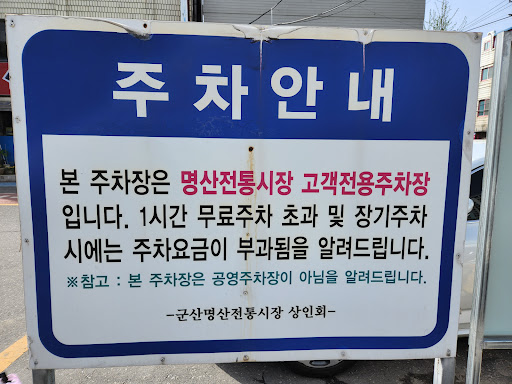 주차안내
본 주차장은 명산전통시장 고객전용주차장
입니다. 1시간 무료주차 초과 및 장기주차
시에는 주차요금이 부과됨을 알려드립니다.
※참고 : 본 주차장은 공영주차장이 아님을 알려드립니다.
-군산명산전통시장 상인회-